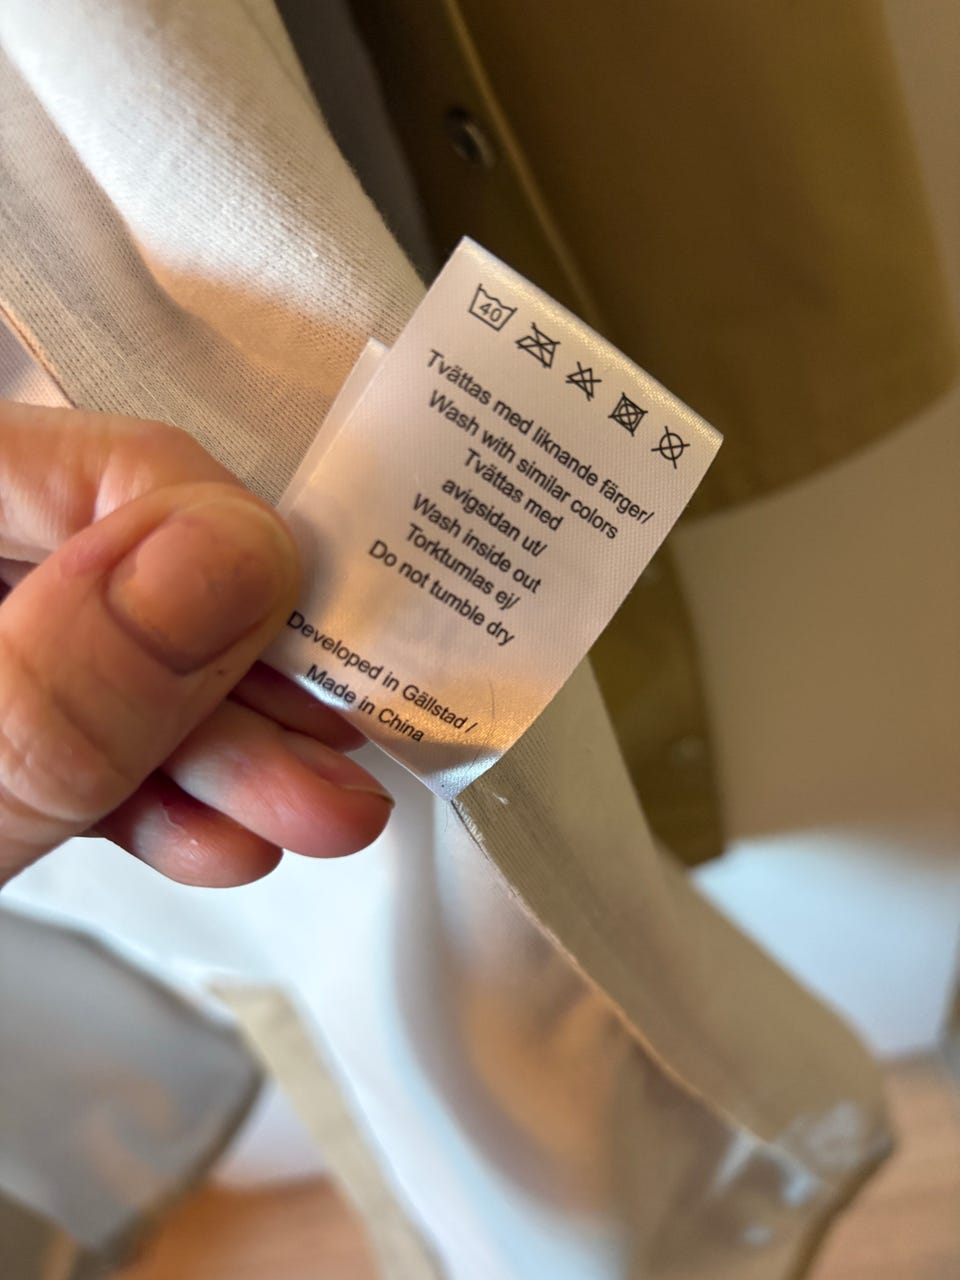 40
Tvättas med liknande färger/
Wash with similar colors
Tvättas med
avigsidan ut/
Wash inside out
Torktumlas ej/
Do not tumble dry
Developed in Gällstad /
Made in China